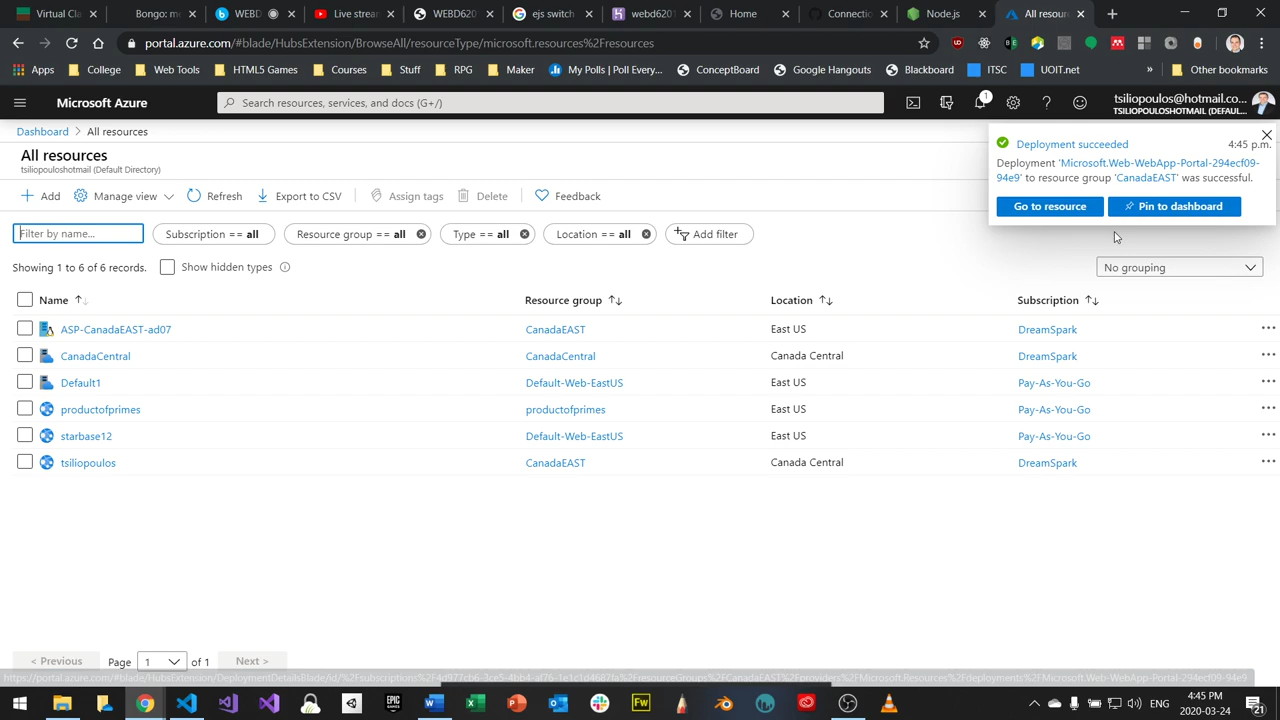 Virtual Cla
Bongo: me
WEBD
Live strean
WEBD620
ejs switch
webd6201
Home
Connectio
Node.js
All resour
portal.azure.com/#blade/HubsExtension/BrowseAll/resourceType/microsoft.resources%2Fresources
Apps
College
Web Tools
HTML5 Games
Courses
Stuff
RPG
Maker
My Polls | Poll Every...
ConceptBoard
Google Hangouts
Blackboard
ITSC
UOIT.net
»
Other bookmarks
Microsoft Azure
Search resources, services, and docs (G+/)
1
tsiliopoulos@hotmail.co...
TSILIOPOULOSHOTMAIL (DEFAUL...
Dashboard > All resources
All resources
tsiliopouloshotmail (Default Directory)
Deployment succeeded
4:45 p.m.
Deployment 'Microsoft.Web-WebApp-Portal-294ecf09-
94e9' to resource group 'CanadaEAST' was successful.
Go to resource
Pin to dashboard
Add
Manage view
Refresh
Export to CSV
Assign tags
Delete
Feedback
Filter by name...
Subscription == all
Resource group == all
Type == all
Location == all
Add filter
Showing 1 to 6 of 6 records.
Show hidden types
No grouping
Name
Resource group
Location
Subscription
ASP-CanadaEAST-ad07
CanadaEAST
East US
DreamSpark
CanadaCentral
CanadaCentral
Canada Central
DreamSpark
Default1
Default-Web-EastUS
East US
Pay-As-You-Go
productofprimes
productofprimes
East US
Pay-As-You-Go
starbase12
Default-Web-EastUS
East US
Pay-As-You-Go
tsiliopoulos
CanadaEAST
Canada Central
DreamSpark
< Previous
Page
1
of 1
Next >
ENG
4:45 PM
2020-03-24
21